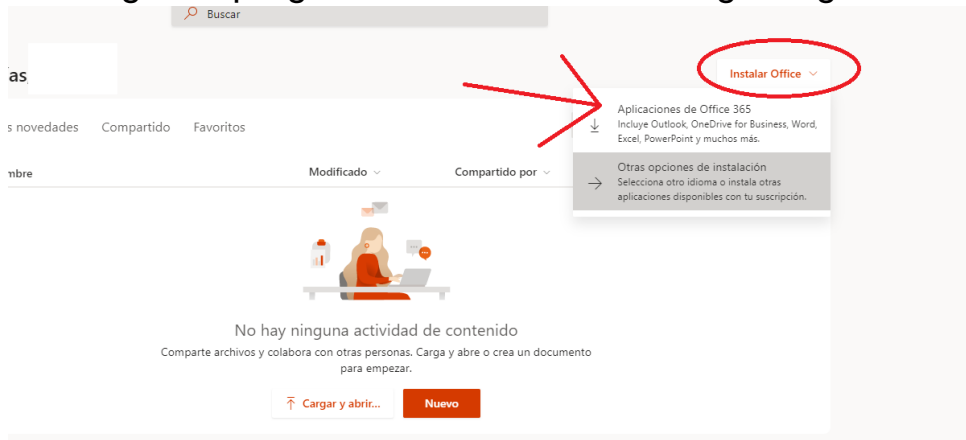 Buscar
Instalar Office
Aplicaciones de Office 365
Incluye Outlook, OneDrive for Business, Word,
Excel, PowerPoint y muchos más.
novedades Compartido Favoritos
Otras opciones de instalación
Selecciona otro idioma o instala otras
aplicaciones disponibles con tu suscripción.
Modificado Compartido por
No hay ninguna actividad de contenido
Comparte archivos y colabora con otras personas. Carga y abre o crea un documento
para empezar.
Cargar y abrir... Nuevo